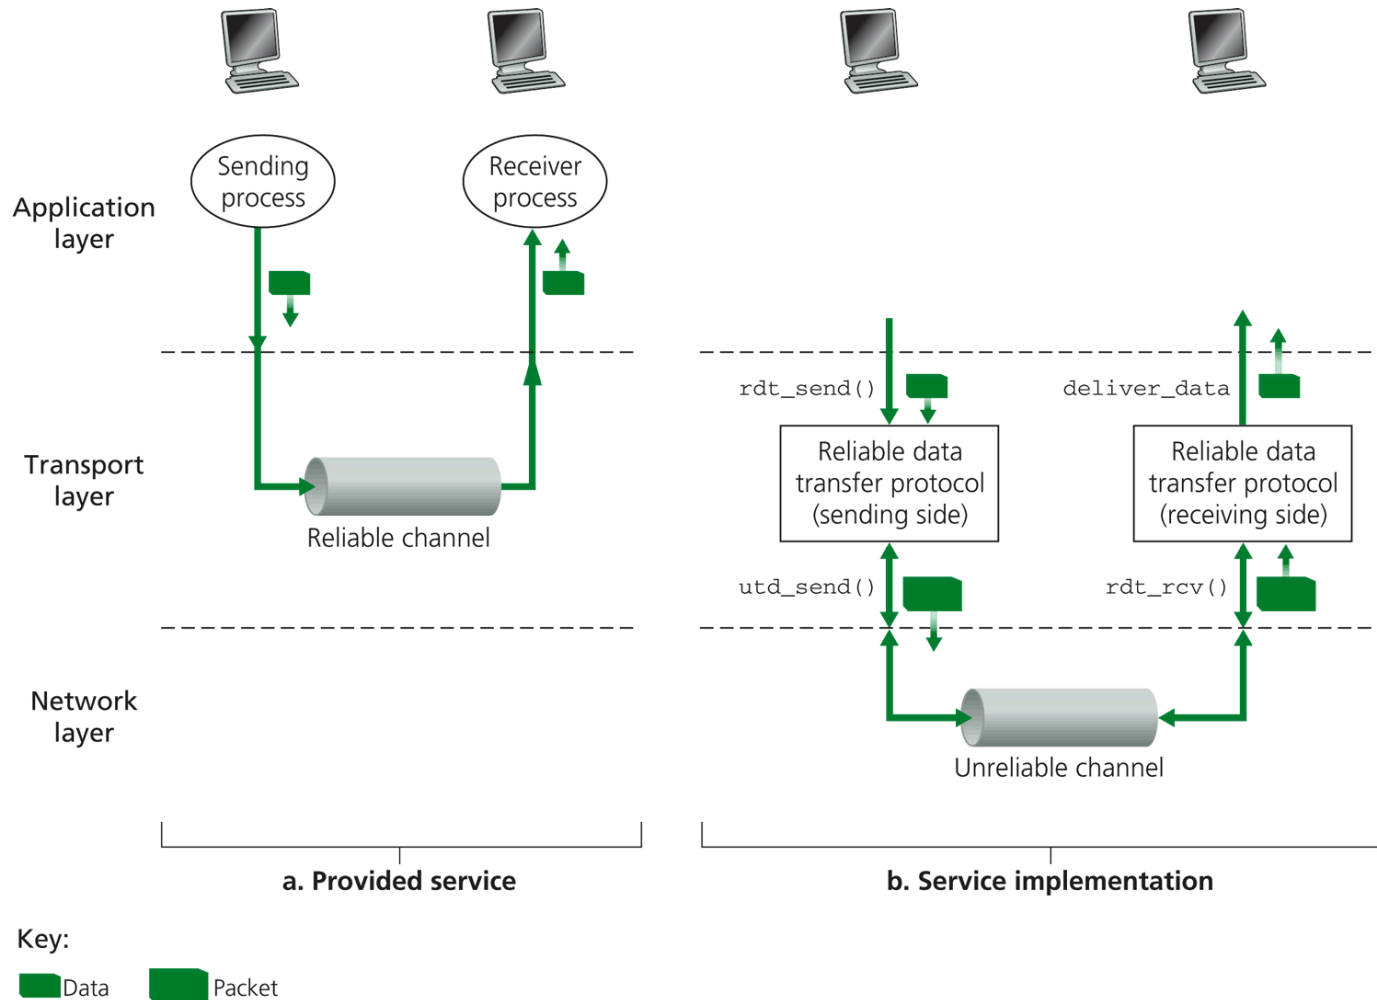 Sending
process
Receiver
process
Application
layer
rdt_send()
deliver_data
Transport
layer
Reliable channel
Reliable data
transfer protocol
(sending side)
Reliable data
transfer protocol
(receiving side)
utd_send()
rdt_rcv()
Network
layer
Unreliable channel
a. Provided service
b. Service implementation
Key:
Data
Packet